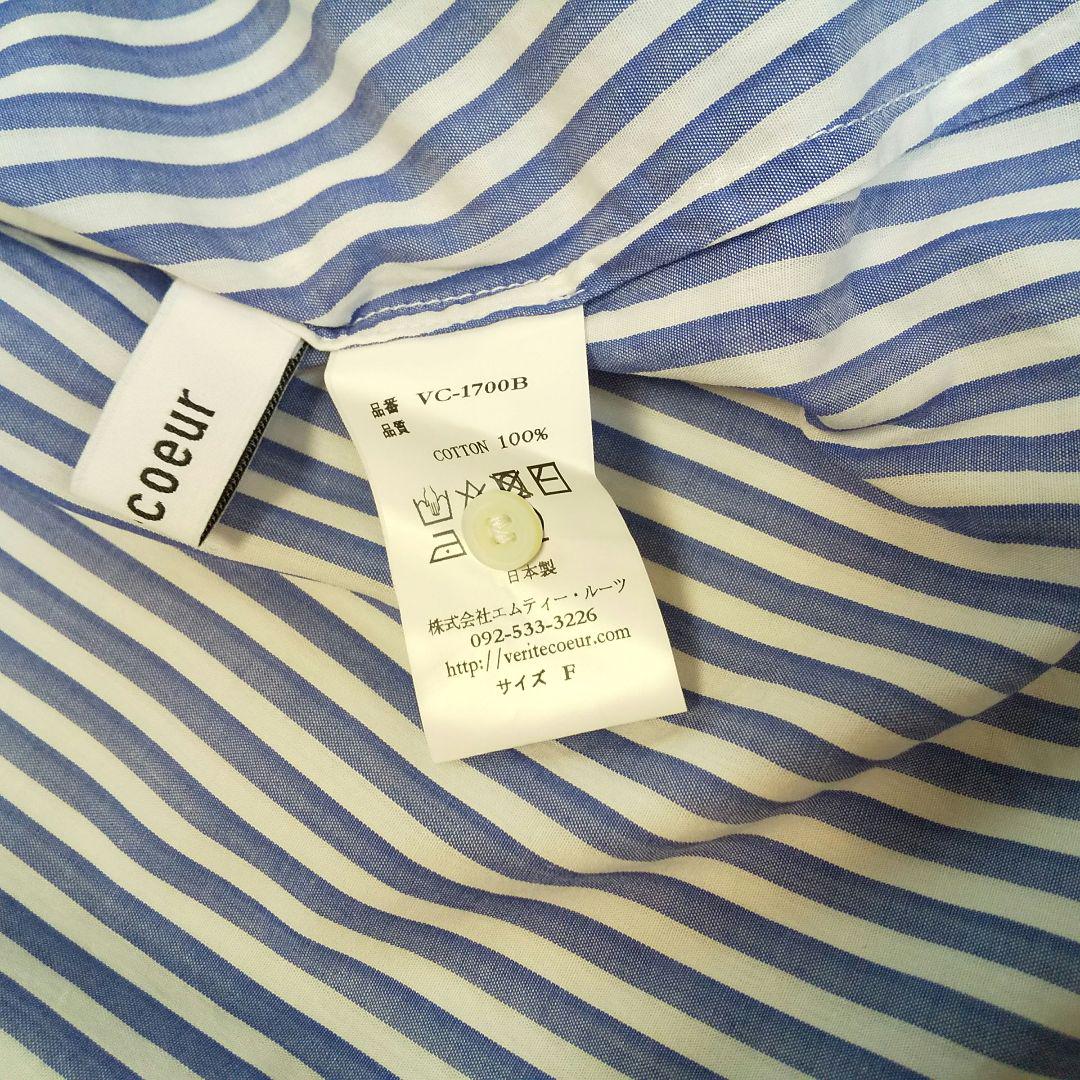 coeur
品番 VC-1700B
品質
COTTON 100%
日本製
株式会社エムティー・ルーツ
092-533-3226
http://veritecoeur.com
サイズ F